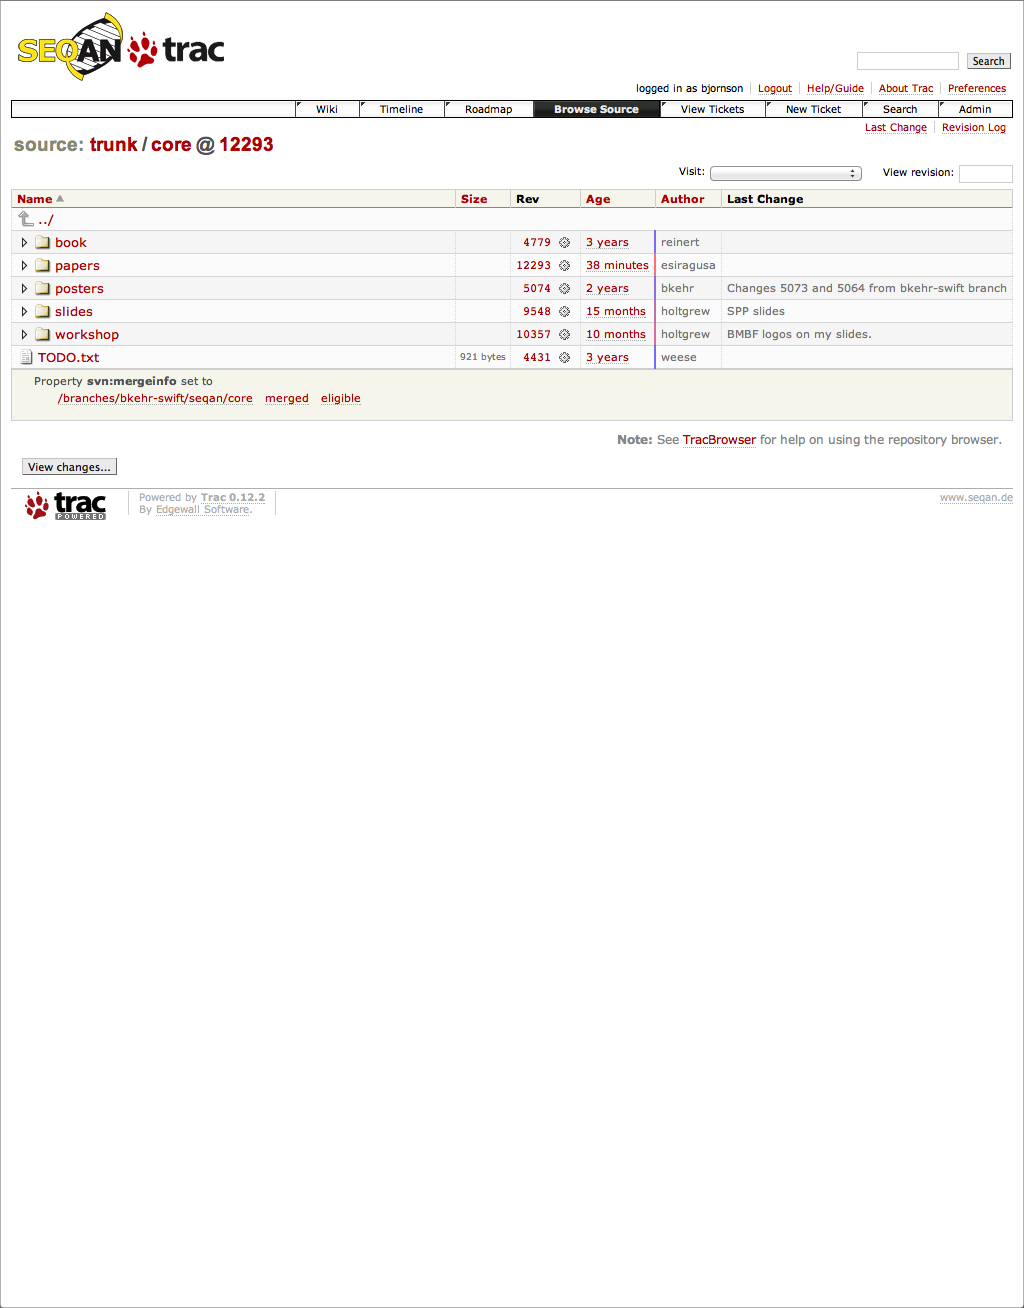 SEQAN trac
Search
logged in as bjornson Logout Help/Guide About Trac Preferences
Wiki Timeline Roadmap Browse Source View Tickets New Ticket Search Admin
Last Change Revision Log
source: trunk / core @ 12293
Visit: View revision:
Name Size Rev Age Author Last Change
../
book 4779 3 years reinert
papers 12293 38 minutes esiragusa
posters 5074 2 years bkehr Changes 5073 and 5064 from bkehr-swift branch
slides 9548 15 months holtgrew SPP slides
workshop 10357 10 months holtgrew BMBF logos on my slides.
TODO.txt 921 bytes 4431 3 years weese
Property svn:mergeinfo set to
/branches/bkehr-swift/seqan/core merged eligible
Note: See TracBrowser for help on using the repository browser.
View changes...
trac POWERED
Powered by Trac 0.12.2
By Edgewall Software.
www.seqan.de